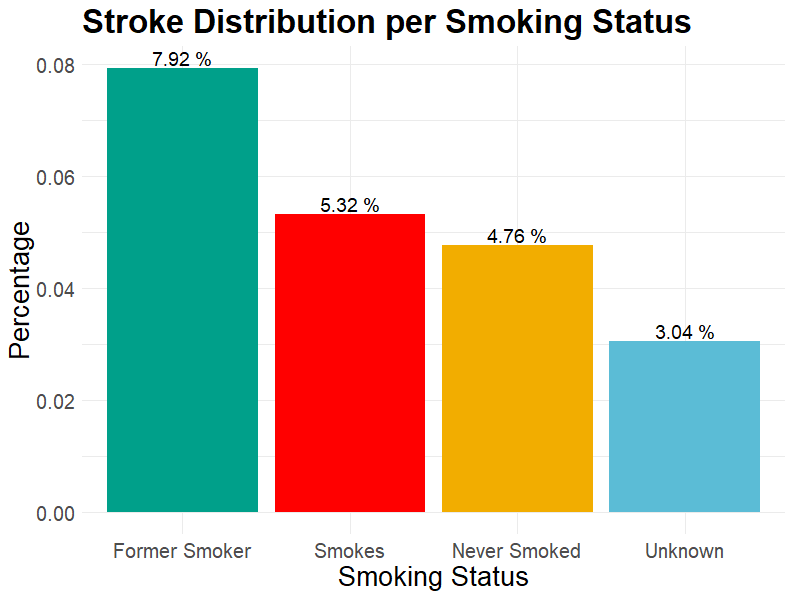 Stroke Distribution per Smoking Status
7.92 %
5.32 %
4.76 %
3.04 %
0.08
0.06
0.04
0.02
0.00
Percentage
Former Smoker
Smokes
Never Smoked
Unknown
Smoking Status